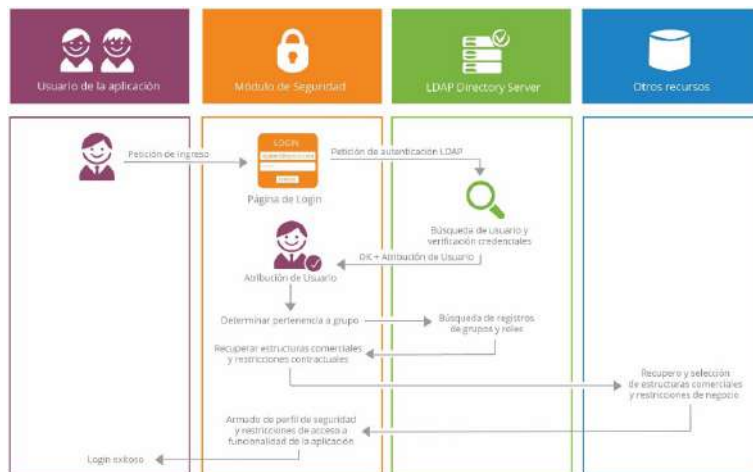 Usuario de la aplicación
Módulo de Seguridad
LDAP Directory Server
Otros recursos
Petición de ingreso
LOGIN
Petición de autenticación LDAP
Página de Login
Búsqueda de usuario y
verificación credenciales
OK + Atribución de Usuario
Atribución de Usuario
Determinar pertenencia a grupo
Búsqueda de registros
de grupos y roles
Recuperar estructuras comerciales
y restricciones contractuales
Recupero y selección
de estructuras comerciales
y restricciones de negocio
Armado de perfil de seguridad
y restricciones de acceso a
funcionalidad de la aplicación
Login exitoso